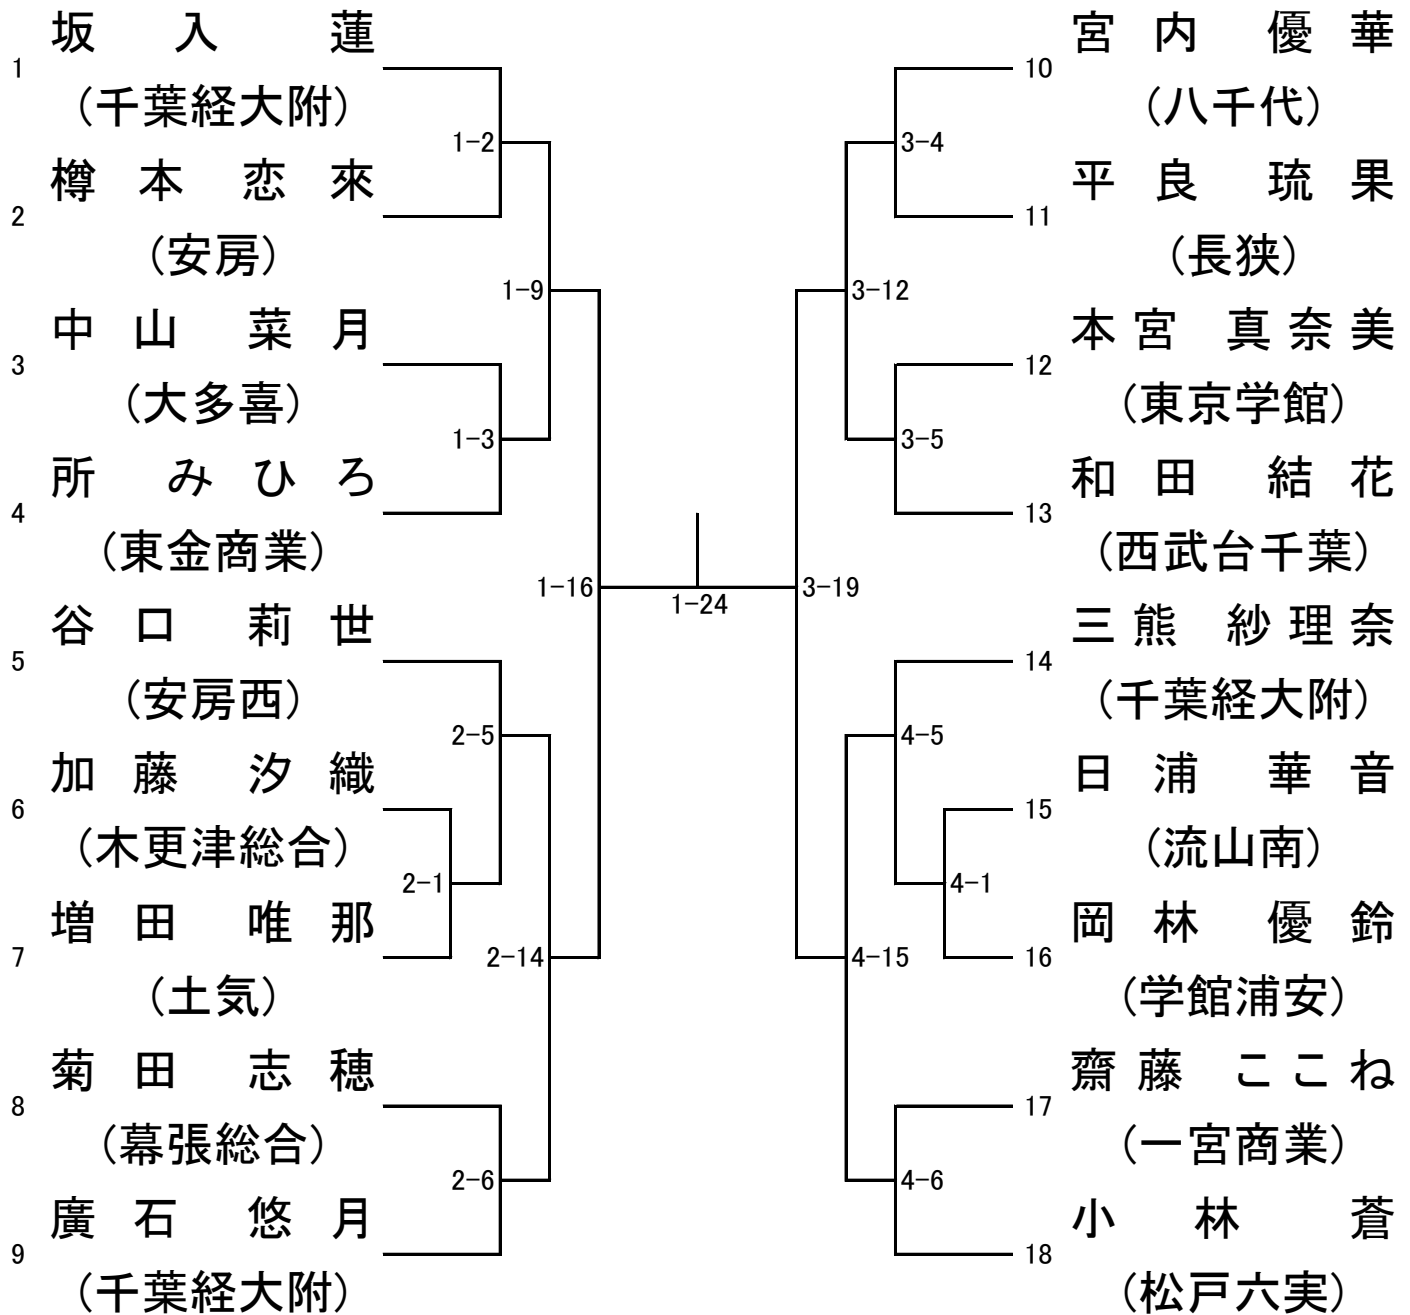 1 坂入 蓮
(千葉経大附)
2 樽本 恋來
(安房)
3 中山 菜月
(大多喜)
4 所 みひろ
(東金商業)
5 谷口 莉世
(安房西)
6 加藤 汐織
(木更津総合)
7 増田 唯那
(土気)
8 菊田 志穂
(幕張総合)
9 廣石 悠月
(千葉経大附)
1-2
1-9
1-3
1-16
2-5
2-1
2-14
2-6
1-24
3-4
3-12
3-5
3-19
4-5
4-1
4-15
4-6
10 宮内 優華
(八千代)
11 平良 琉果
(長狭)
12 本宮 真奈美
(東京学館)
13 和田 結花
(西武台千葉)
14 三熊 紗理奈
(千葉経大附)
15 日浦 華音
(流山南)
16 岡林 優鈴
(学館浦安)
17 齋藤 ここね
(一宮商業)
18 小林 蒼
(松戸六実)